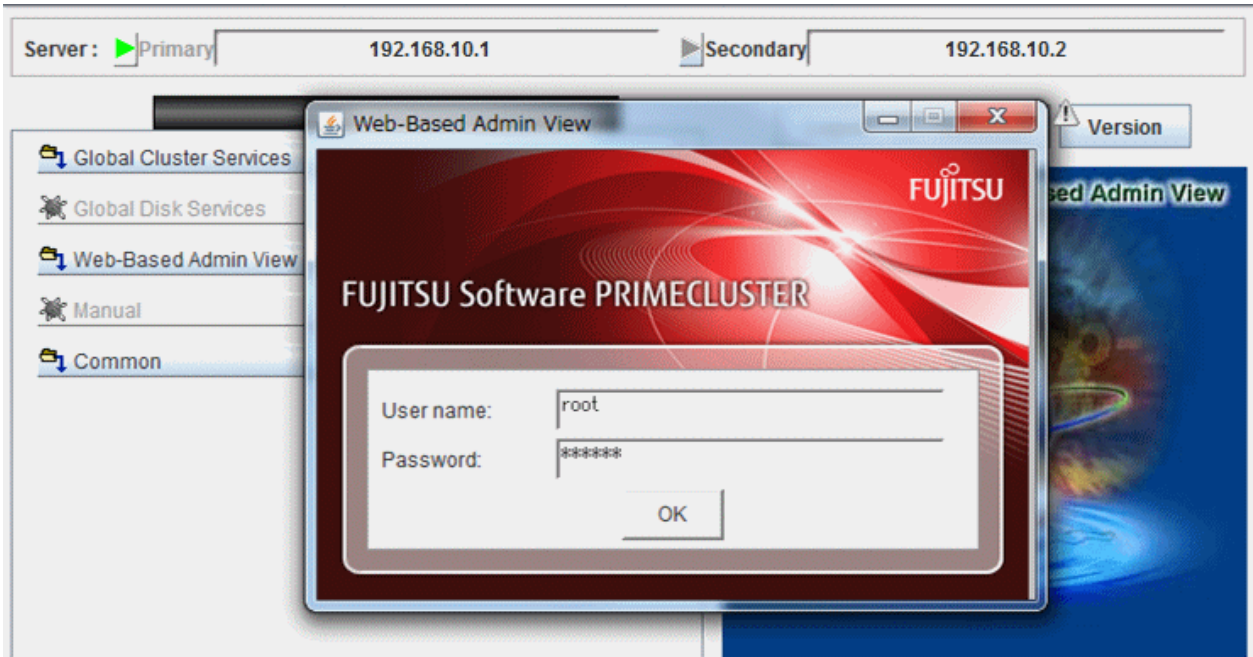 Server : Primary 192.168.10.1 Secondary 192.168.10.2
Web-Based Admin View
Version
Global Cluster Services
Global Disk Services
Web-Based Admin View
Manual
Common
FUJITSU
sed Admin View
FUJITSU Software PRIMECLUSTER
User name: root
Password: ******
OK